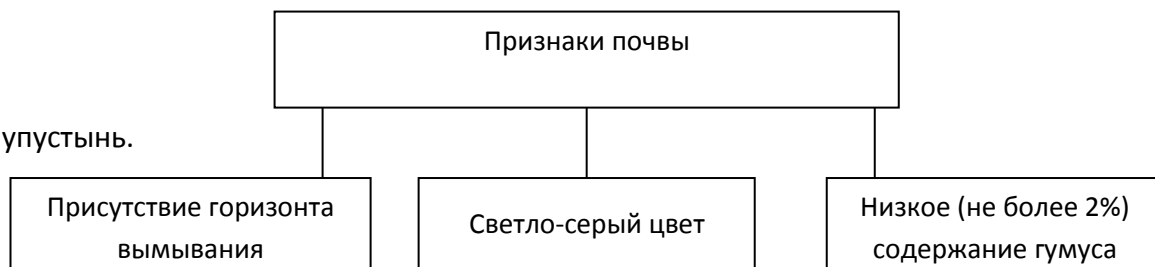 Признаки почвы
упустынь.
Присутствие горизонта
вымывания
Светло-серый цвет
Низкое (не более 2%)
содержание гумуса